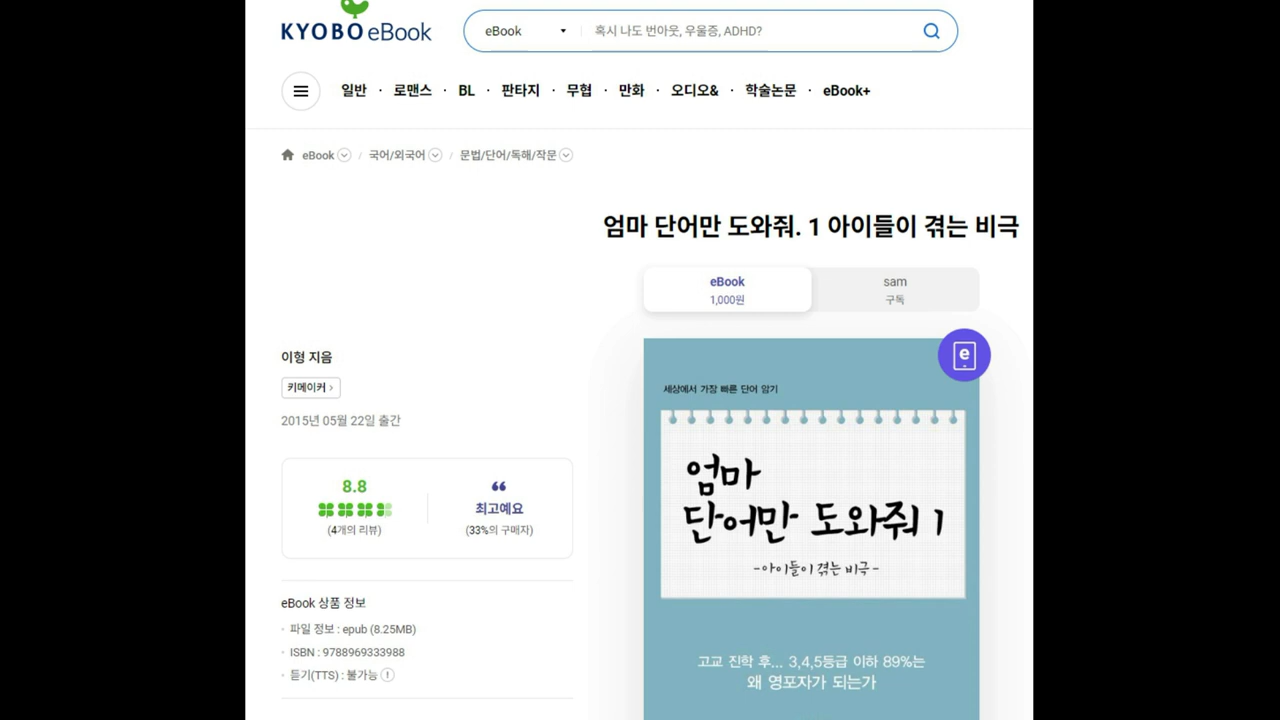 KYOBO eBook
eBook
혹시 나도 번아웃, 우울증, ADHD?
일반 · 로맨스 · BL · 판타지 · 무협 · 만화 · 오디오& · 학술논문 · eBook+
eBook / 국어/외국어 / 문법/단어/독해/작문
엄마 단어만 도와줘. 1 아이들이 겪는 비극
eBook
1,000원
sam
구독
이형 지음
키메이커 ›
2015년 05월 22일 출간
8.8
(4개의 리뷰)
❝
최고예요
(33%의 구매자)
eBook 상품 정보
· 파일 정보 : epub (8.25MB)
· ISBN : 9788969333988
· 듣기(TTS) : 불가능 !
e
세상에서 가장 빠른 단어 암기
엄마
단어만 도와줘 1
-아이들이 겪는 비극-
고교 진학 후... 3,4,5등급 이하 89%는
왜 영포자가 되는가